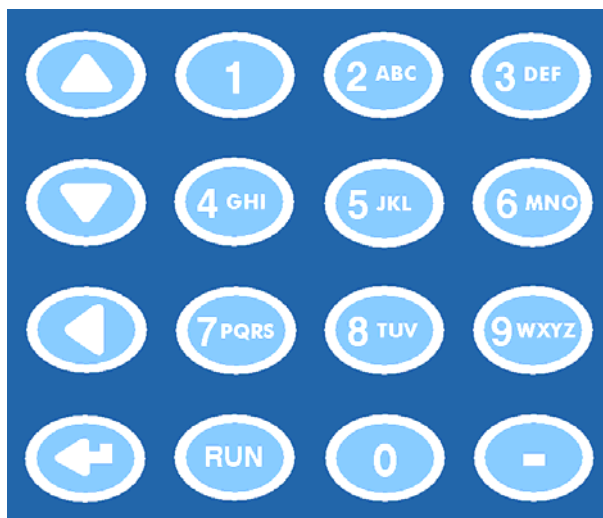 1 2 ABC 3 DEF
4 GHI 5 JKL 6 MNO
7 PQRS 8 TUV 9 WXYZ
RUN 0 -